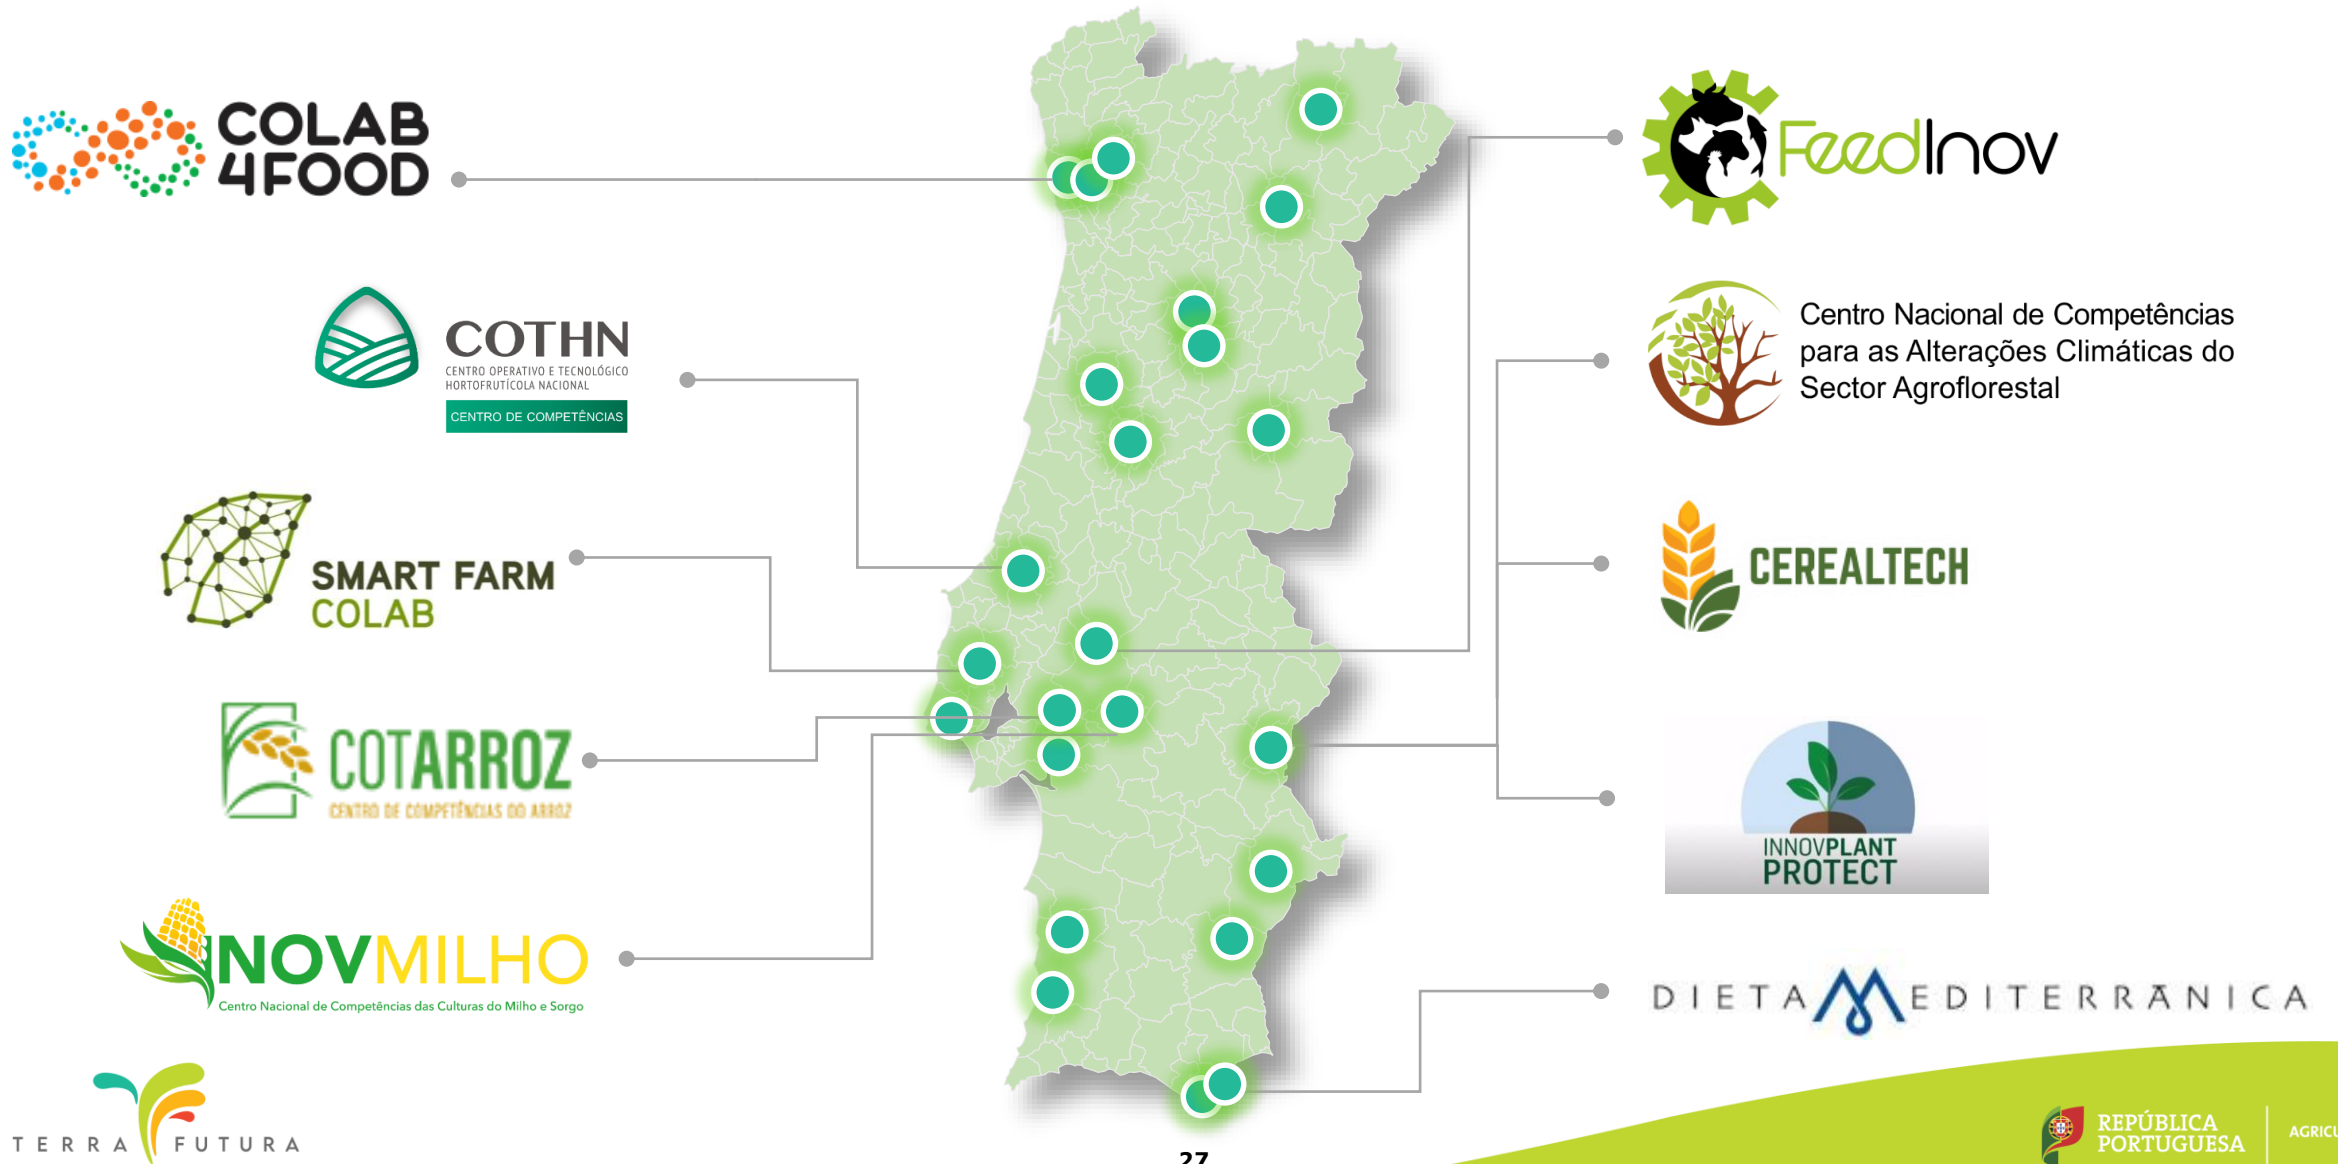 COLAB
4FOOD
COTHN
CENTRO OPERATIVO E TECNOLÓGICO
HORTOFRUTÍCOLA NACIONAL
CENTRO DE COMPETÊNCIAS
SMART FARM
COLAB
COTARROZ
CENTRO DE COMPETÊNCIAS DO ARROZ
INOVMILHO
Centro Nacional de Competências das Culturas do Milho e Sorgo
TERRA FUTURA
FeedInov
Centro Nacional de Competências
para as Alterações Climáticas do
Sector Agroflorestal
CEREALTECH
INNOVPLANT
PROTECT
DIETA MEDITERRÂNICA
27
REPÚBLICA
PORTUGUESA
AGRICU